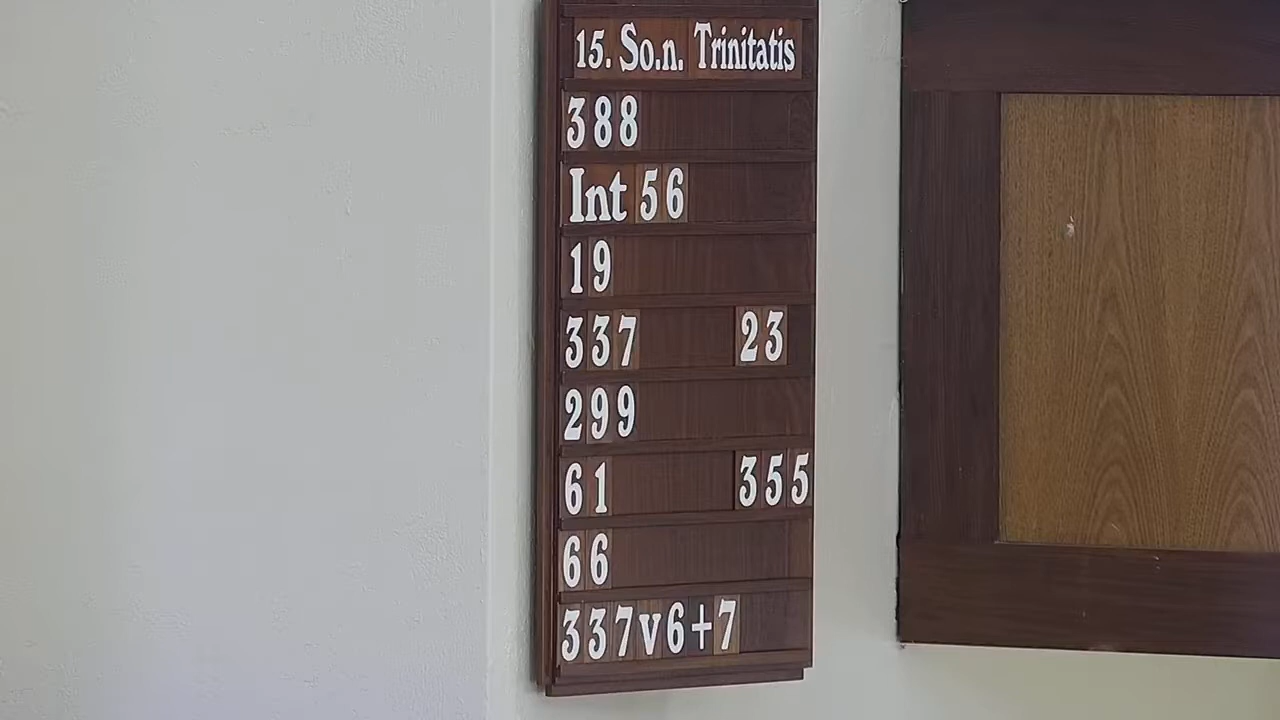 15. So.n. Trinitatis
388
Int 56
19
337 23
299
61 355
66
337v6+7